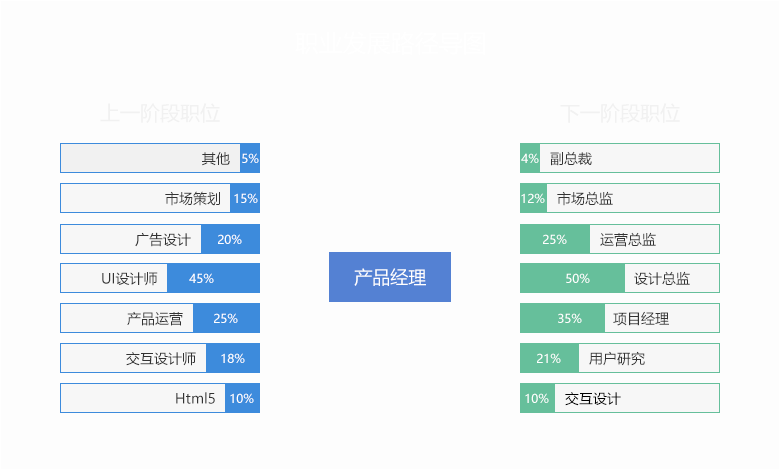 上一阶段职位
下一阶段职位
其他 5%
4% 副总裁
市场策划 15%
12% 市场总监
广告设计 20%
25% 运营总监
UI设计师 45%
50% 设计总监
产品经理
产品运营 25%
35% 项目经理
交互设计师 18%
21% 用户研究
Html5 10%
10% 交互设计